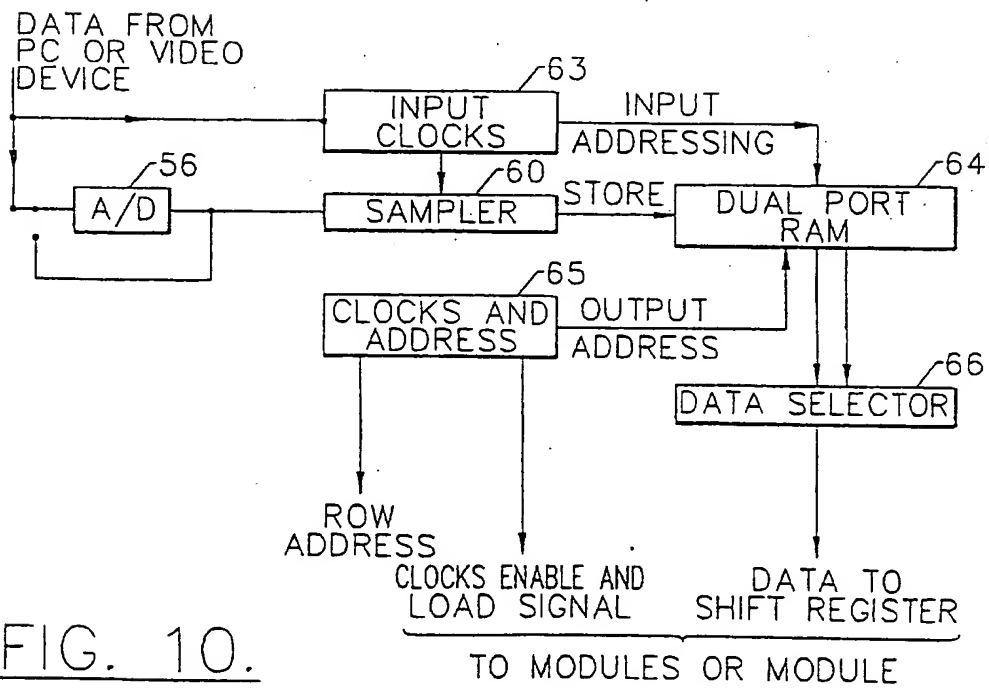 DATA FROM
PC OR VIDEO
DEVICE
63
INPUT
CLOCKS
INPUT
ADDRESSING
56
A/D
60
SAMPLER
STORE
64
DUAL PORT
RAM
65
CLOCKS AND
ADDRESS
OUTPUT
ADDRESS
66
DATA SELECTOR
ROW
ADDRESS
CLOCKS ENABLE AND
LOAD SIGNAL
DATA TO
SHIFT REGISTER
TO MODULES OR MODULE
FIG. 10.